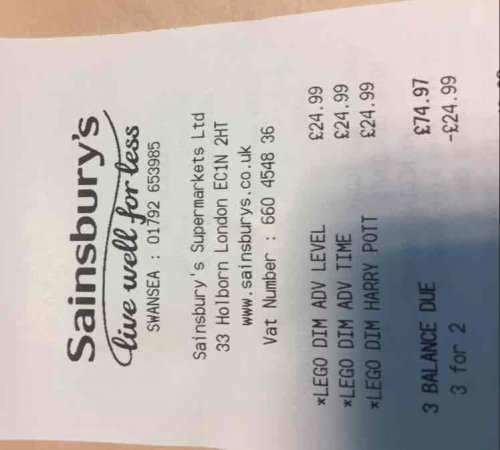 Sainsbury's
live well for less
SWANSEA : 01792 653985
Sainsbury's Supermarkets Ltd
33 Holborn London EC1N 2HT
www.sainsburys.co.uk
Vat Number : 660 4548 36
*LEGO DIM ADV LEVEL £24.99
*LEGO DIM ADV TIME £24.99
*LEGO DIM HARRY POTT £24.99
3 BALANCE DUE £74.97
3 for 2 -£24.99